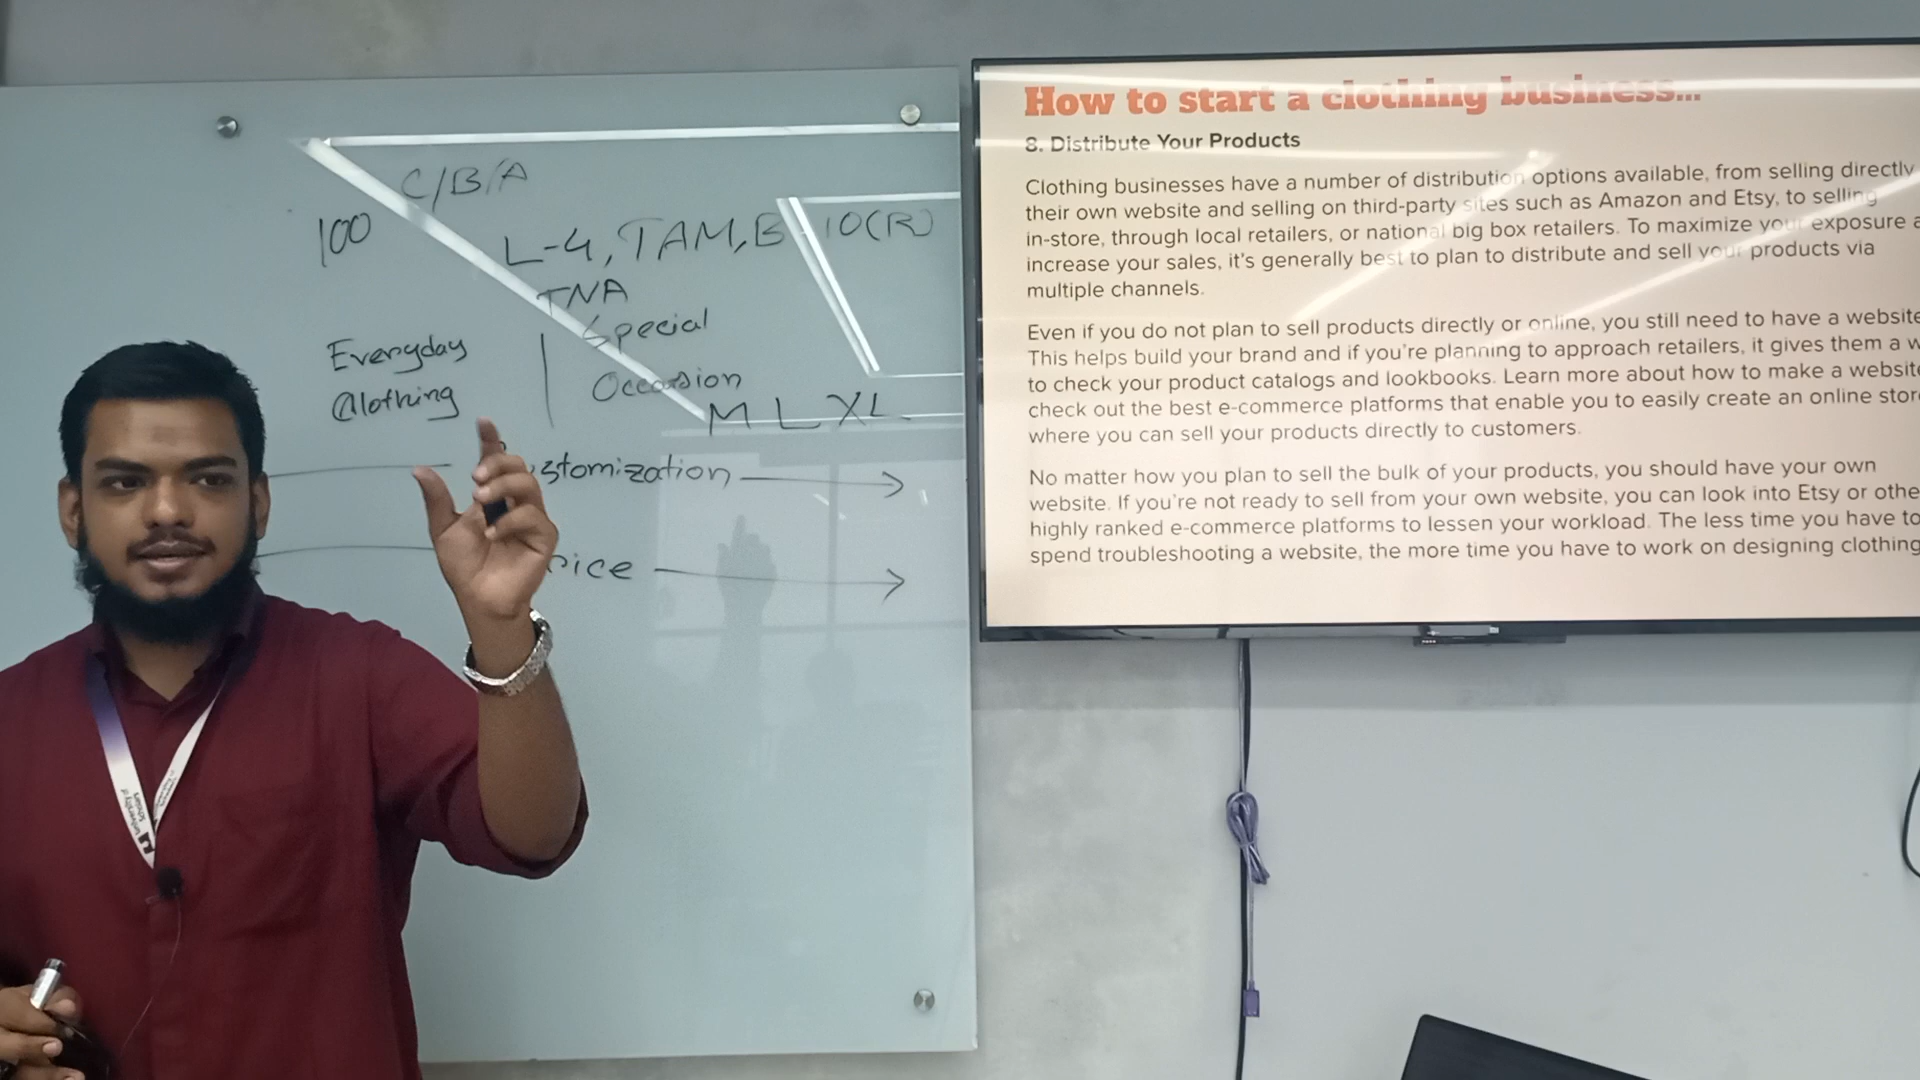 C/B/A
100
L-4, TAM, B 10(R)
TNA
Everyday
Clothing
Special
Occasion
M L XL
stomization
ice
University of
Scholars
How to start a clothing business...
8. Distribute Your Products
Clothing businesses have a number of distribution options available, from selling directly
their own website and selling on third-party sites such as Amazon and Etsy, to selling
in-store, through local retailers, or national big box retailers. To maximize your exposure a
increase your sales, it's generally best to plan to distribute and sell your products via
multiple channels.
Even if you do not plan to sell products directly or online, you still need to have a website
This helps build your brand and if you're planning to approach retailers, it gives them a w
to check your product catalogs and lookbooks. Learn more about how to make a website
check out the best e-commerce platforms that enable you to easily create an online stor
where you can sell your products directly to customers.
No matter how you plan to sell the bulk of your products, you should have your own
website. If you're not ready to sell from your own website, you can look into Etsy or othe
highly ranked e-commerce platforms to lessen your workload. The less time you have to
spend troubleshooting a website, the more time you have to work on designing clothing